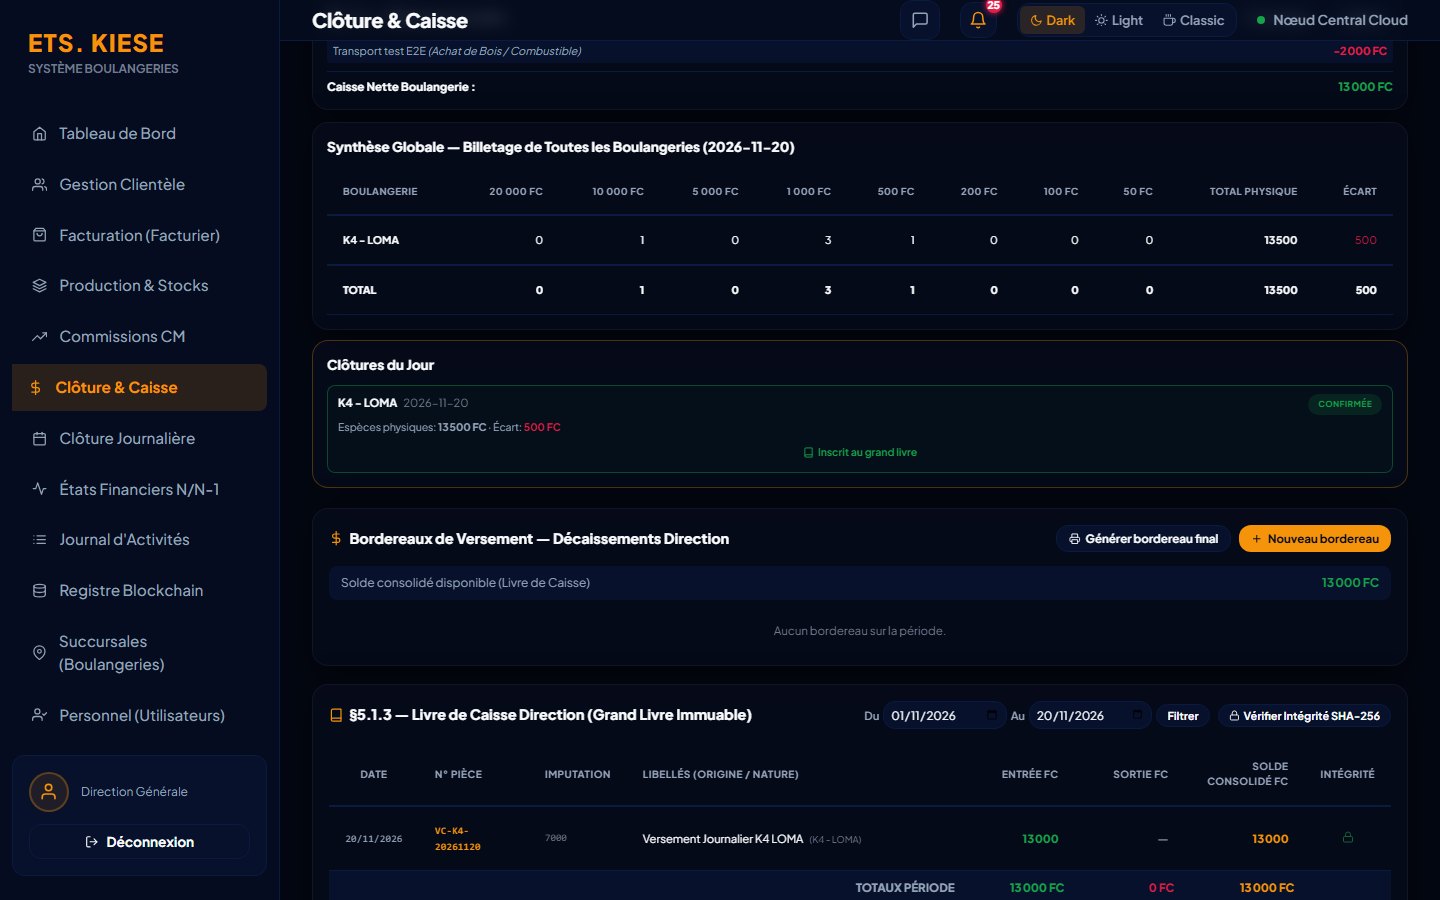 ETS. KIESE
SYSTÈME BOULANGERIES
Tableau de Bord
Gestion Clientèle
Facturation (Facturier)
Production & Stocks
Commissions CM
Clôture & Caisse
Clôture Journalière
États Financiers N/N-1
Journal d'Activités
Registre Blockchain
Succursales
(Boulangeries)
Personnel (Utilisateurs)
Direction Générale
Déconnexion
Clôture & Caisse
25
Dark
Light
Classic
Nœud Central Cloud
Transport test E2E (Achat de Bois / Combustible) -2000 FC
Caisse Nette Boulangerie : 13000 FC
Synthèse Globale — Billetage de Toutes les Boulangeries (2026-11-20)
BOULANGERIE 20 000 FC 10 000 FC 5 000 FC 1 000 FC 500 FC 200 FC 100 FC 50 FC TOTAL PHYSIQUE ÉCART
K4 - LOMA 0 1 0 3 1 0 0 0 13500 500
TOTAL 0 1 0 3 1 0 0 0 13500 500
Clôtures du Jour
K4 - LOMA 2026-11-20 CONFIRMÉE
Espèces physiques: 13500 FC · Écart: 500 FC
Inscrit au grand livre
Bordereaux de Versement — Décaissements Direction
Générer bordereau final
+ Nouveau bordereau
Solde consolidé disponible (Livre de Caisse) 13000 FC
Aucun bordereau sur la période.
§5.1.3 — Livre de Caisse Direction (Grand Livre Immuable)
Du 01/11/2026 Au 20/11/2026 Filtrer Vérifier Intégrité SHA-256
DATE N° PIÈCE IMPUTATION LIBELLÉS (ORIGINE / NATURE) ENTRÉE FC SORTIE FC SOLDE CONSOLIDÉ FC INTÉGRITÉ
20/11/2026 VC-K4-20261120 7000 Versement Journalier K4 LOMA (K4 - LOMA) 13000 — 13000
TOTAUX PÉRIODE 13000 FC 0 FC 13000 FC